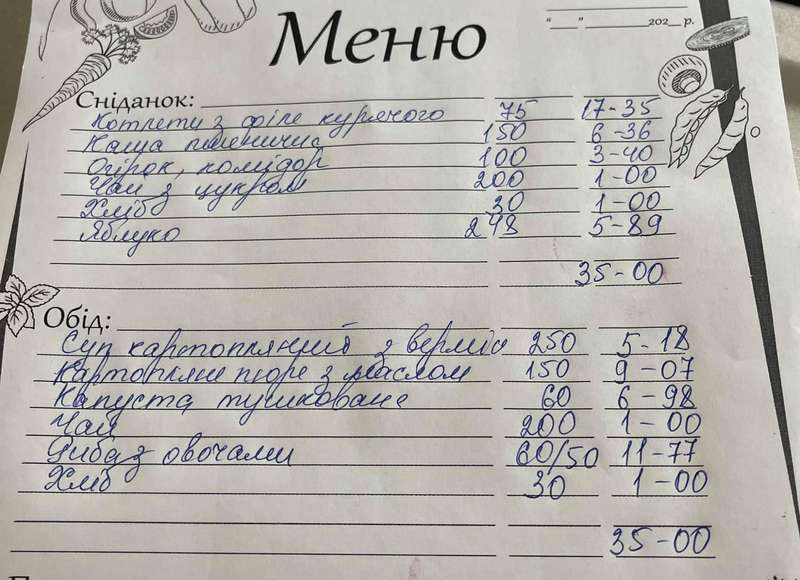 Меню
"___" ________202__ р.
Сніданок:
Котлети з філе курячого 75 17-35
Каша пшенична 150 6-36
Огірок, помідор 100 3-40
Чай з цукром 200 1-00
Хліб 30 1-00
Яблуко 248 5-89
35-00
Обід:
Суп картопляний з верміс 250 5-18
Картопляне пюре з маслом 150 9-07
Капуста тушкована 60 6-98
Чай 200 1-00
Риба з овочами 60/50 11-77
Хліб 30 1-00
35-00